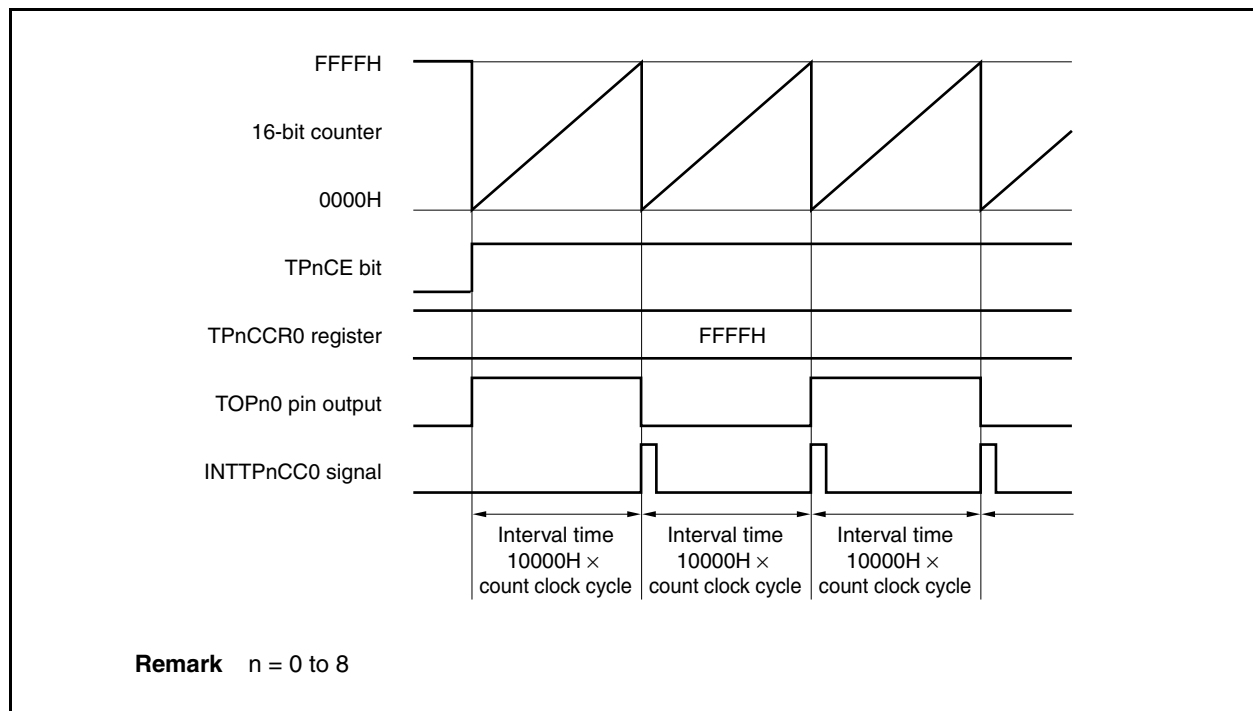 FFFFH
16-bit counter
0000H
TPnCE bit
TPnCCR0 register
FFFFH
TOPn0 pin output
INTTPnCC0 signal
Interval time
10000H ×
count clock cycle
Interval time
10000H ×
count clock cycle
Interval time
10000H ×
count clock cycle
Remark n = 0 to 8